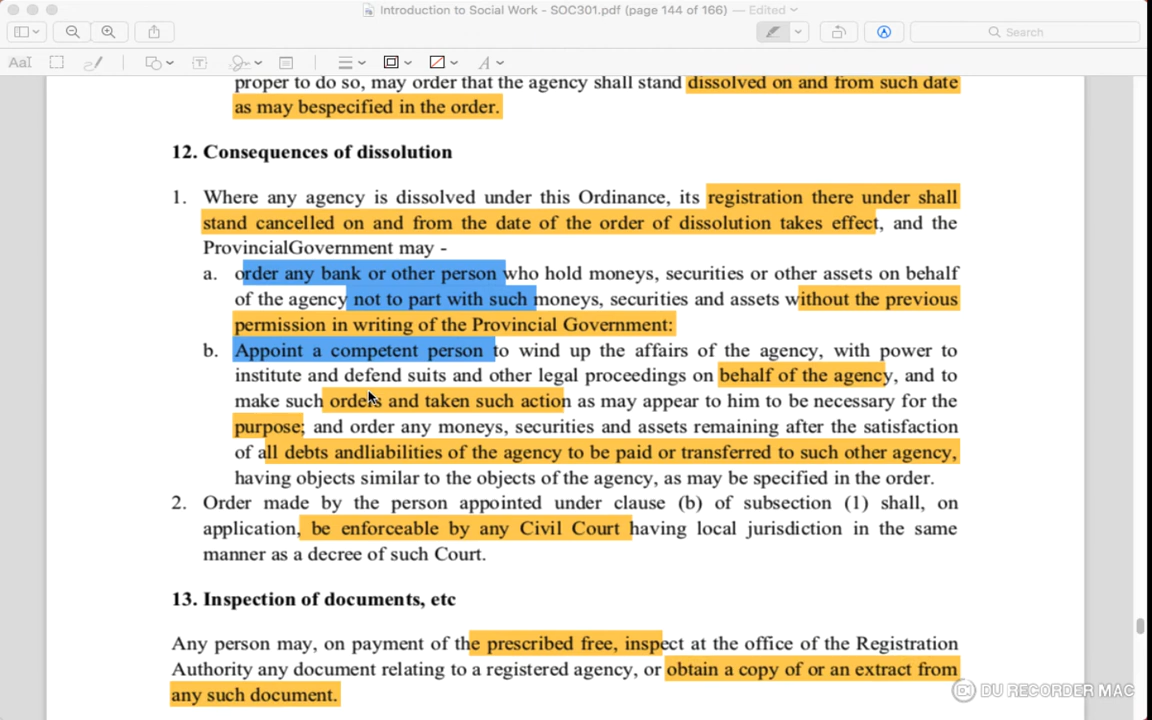 Introduction to Social Work - SOC301.pdf (page 144 of 166) — Edited
Search
AaI
T
A
proper to do so, may order that the agency shall stand dissolved on and from such date
as may bespecified in the order.
12. Consequences of dissolution
1. Where any agency is dissolved under this Ordinance, its registration there under shall
stand cancelled on and from the date of the order of dissolution takes effect, and the
ProvincialGovernment may -
a. order any bank or other person who hold moneys, securities or other assets on behalf
of the agency not to part with such moneys, securities and assets without the previous
permission in writing of the Provincial Government:
b. Appoint a competent person to wind up the affairs of the agency, with power to
institute and defend suits and other legal proceedings on behalf of the agency, and to
make such orders and taken such action as may appear to him to be necessary for the
purpose; and order any moneys, securities and assets remaining after the satisfaction
of all debts andliabilities of the agency to be paid or transferred to such other agency,
having objects similar to the objects of the agency, as may be specified in the order.
2. Order made by the person appointed under clause (b) of subsection (1) shall, on
application, be enforceable by any Civil Court having local jurisdiction in the same
manner as a decree of such Court.
13. Inspection of documents, etc
Any person may, on payment of the prescribed free, inspect at the office of the Registration
Authority any document relating to a registered agency, or obtain a copy of or an extract from
any such document.
DU RECORDER MAC